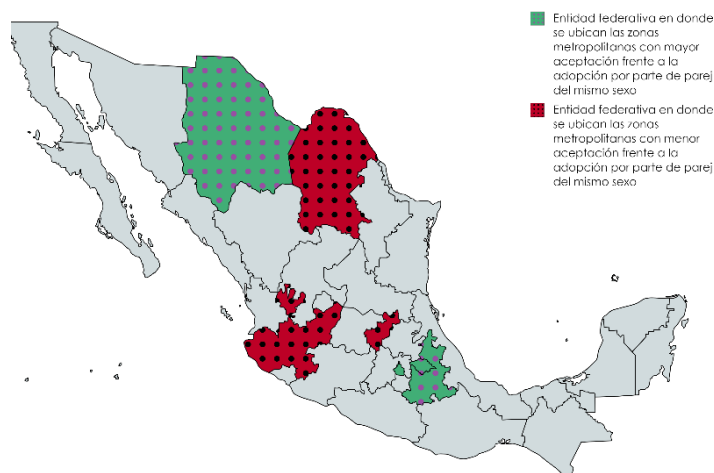 Entidad federativa en donde
se ubican las zonas
metropolitanas con mayor
aceptación frente a la
adopción por parte de parej
del mismo sexo
Entidad federativa en donde
se ubican las zonas
metropolitanas con menor
aceptación frente a la
adopción por parte de parej
del mismo sexo